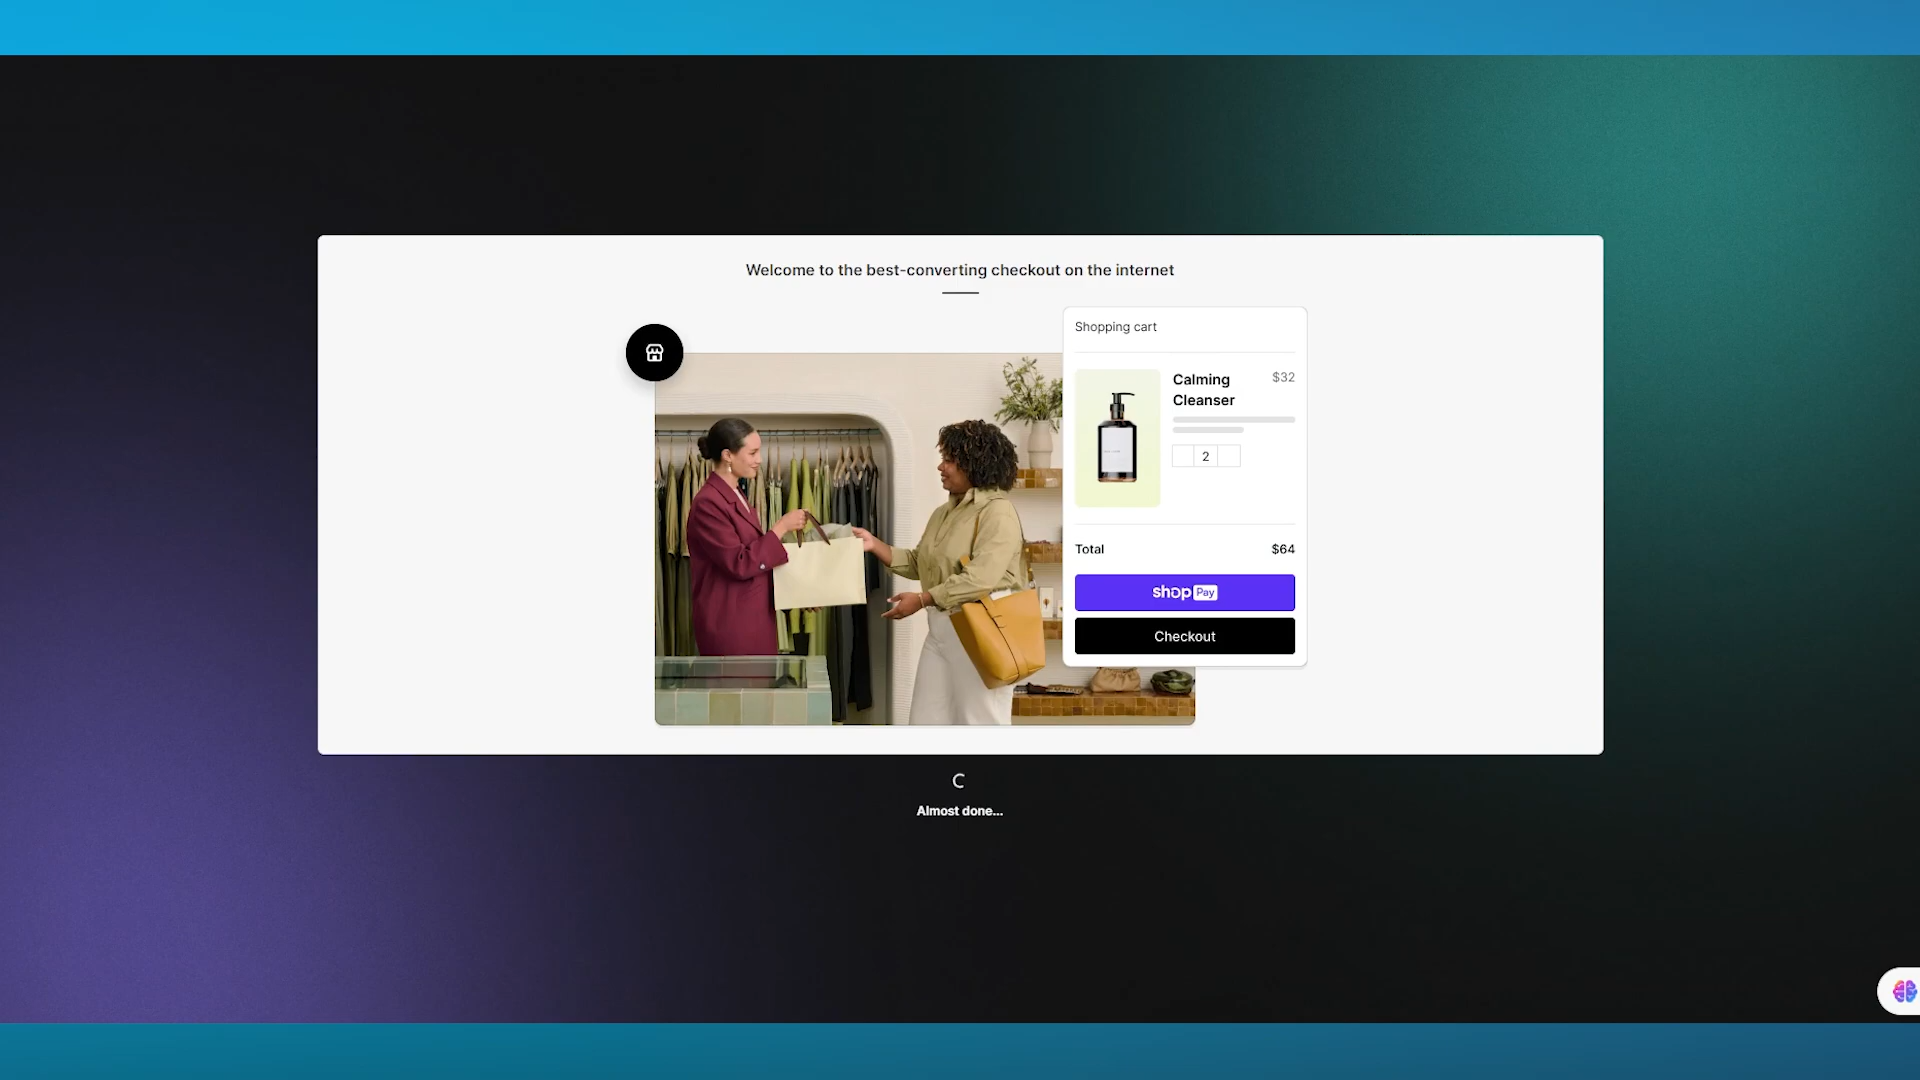 Welcome to the best-converting checkout on the internet
Shopping cart
Calming
Cleanser
$32
2
Total
$64
shop Pay
Checkout
Almost done...